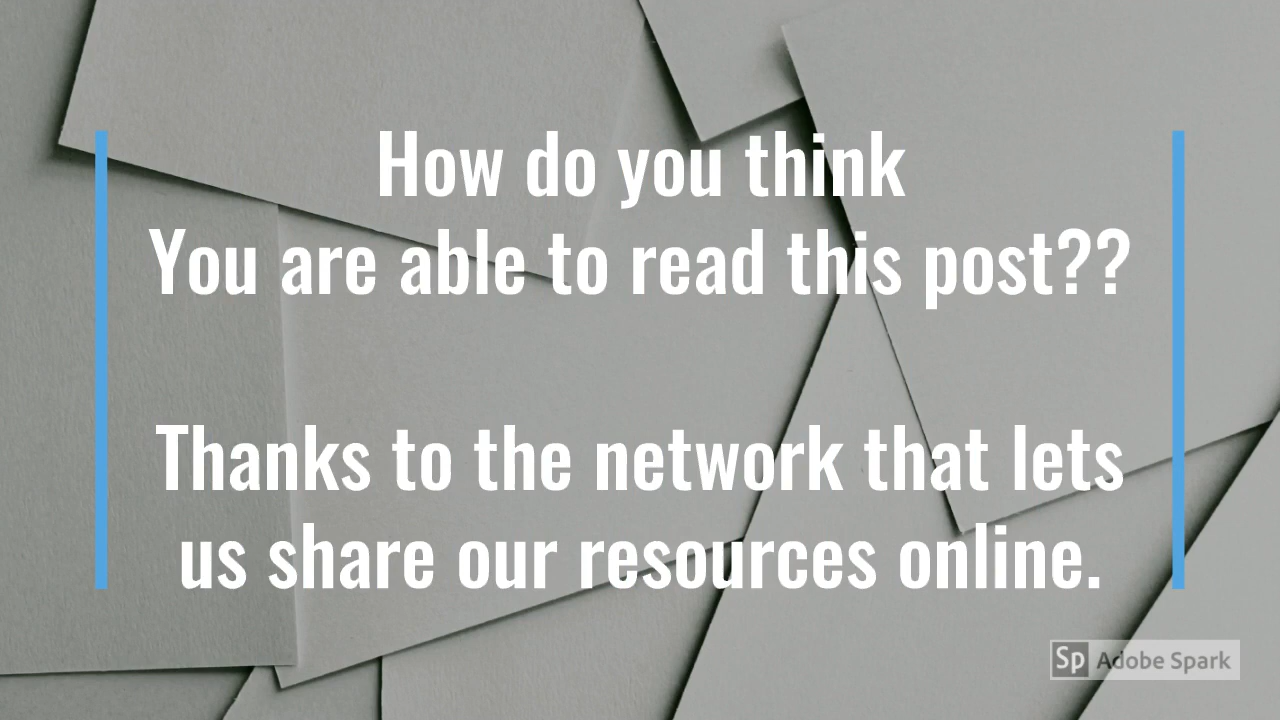 How do you think
You are able to read this post??
Thanks to the network that lets
us share our resources online.
Sp Adobe Spark